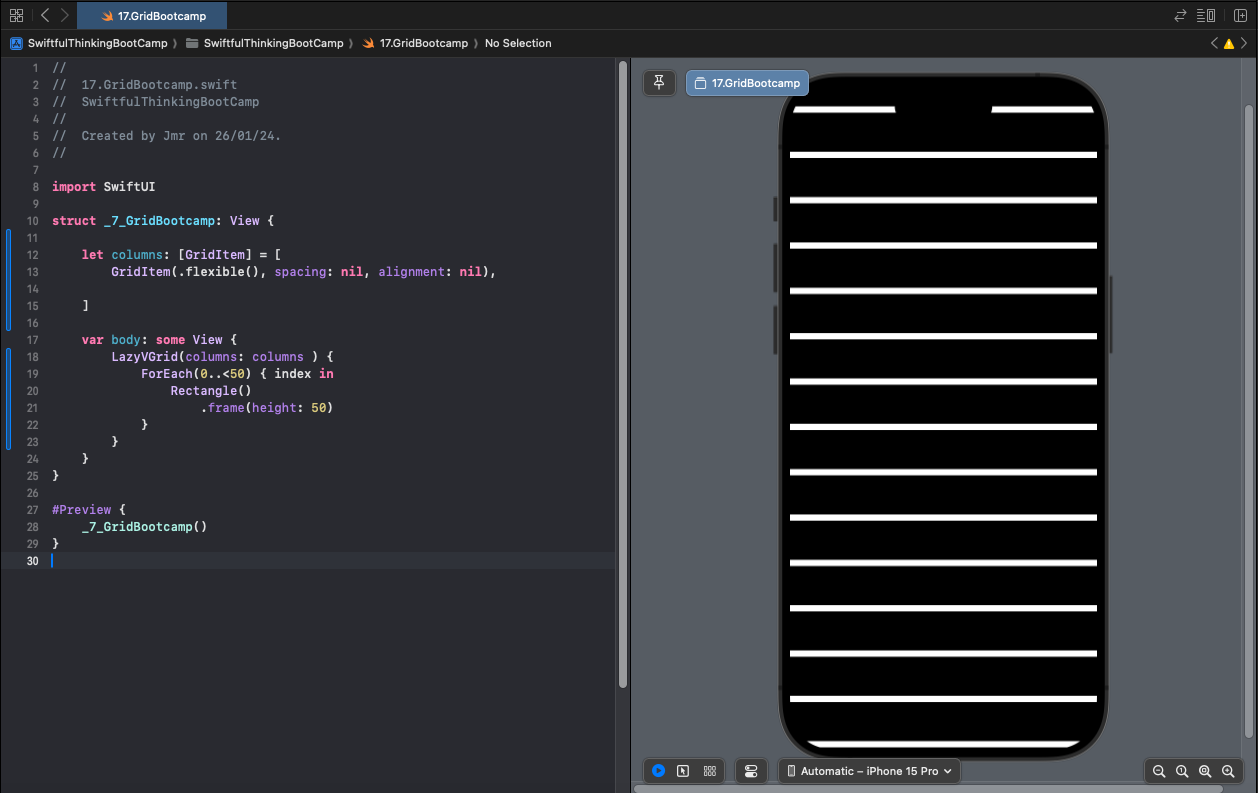 17.GridBootcamp
SwiftfulThinkingBootCamp ⟩ SwiftfulThinkingBootCamp ⟩ 17.GridBootcamp ⟩ No Selection
1 //
2 //  17.GridBootcamp.swift
3 //  SwiftfulThinkingBootCamp
4 //
5 //  Created by Jmr on 26/01/24.
6 //
7
8 import SwiftUI
9
10 struct _7_GridBootcamp: View {
11
12     let columns: [GridItem] = [
13         GridItem(.flexible(), spacing: nil, alignment: nil),
14
15     ]
16
17     var body: some View {
18         LazyVGrid(columns: columns ) {
19             ForEach(0..<50) { index in
20                 Rectangle()
21                     .frame(height: 50)
22             }
23         }
24     }
25 }
26
27 #Preview {
28     _7_GridBootcamp()
29 }
30
17.GridBootcamp
Automatic – iPhone 15 Pro